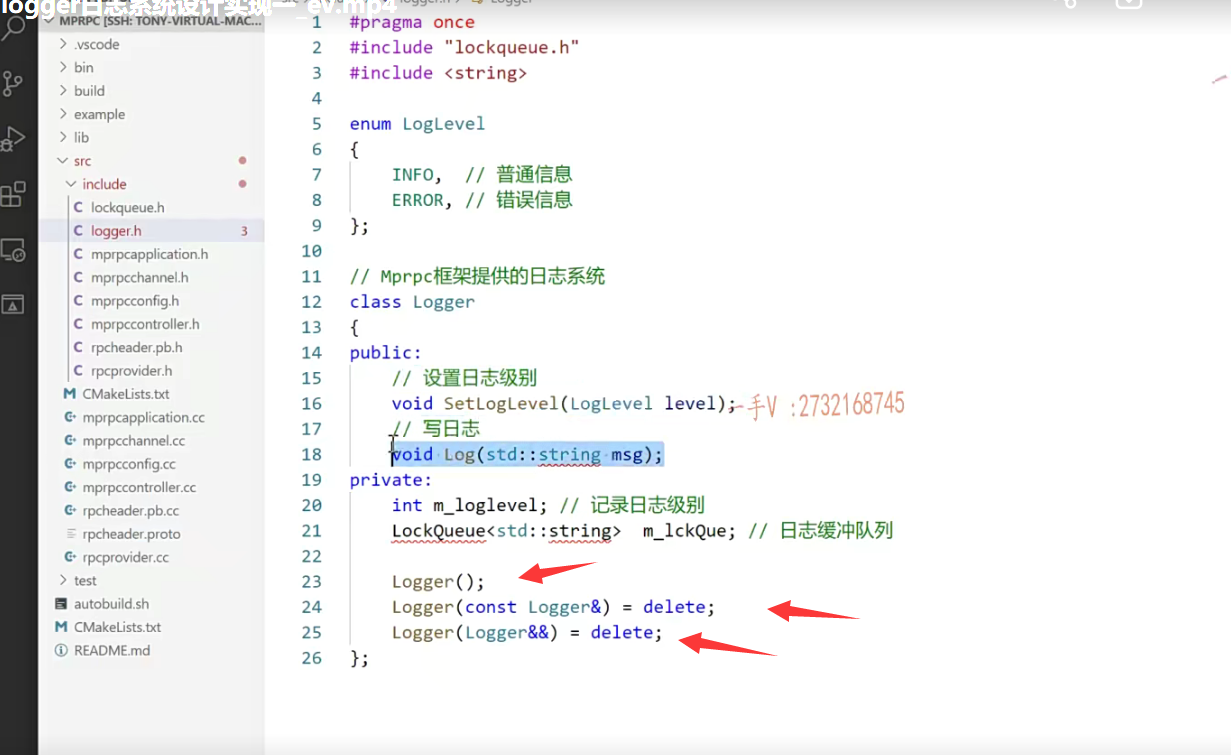 logger日志系统设计实现一_ev.mp4
MPRPC [SSH: TONY-VIRTUAL-MAC...
.vscode
bin
build
example
lib
src
include
C lockqueue.h
C logger.h 3
C mprpcapplication.h
C mprpcchannel.h
C mprpcconfig.h
C mprpccontroller.h
C rpcheader.pb.h
C rpcprovider.h
M CMakeLists.txt
mprpcapplication.cc
mprpcchannel.cc
mprpcconfig.cc
mprpccontroller.cc
rpcheader.pb.cc
rpcheader.proto
rpcprovider.cc
test
autobuild.sh
M CMakeLists.txt
README.md
1 #pragma once
2 #include "lockqueue.h"
3 #include <string>
4
5 enum LogLevel
6 {
7 INFO, // 普通信息
8 ERROR, // 错误信息
9 };
10
11 // Mprpc框架提供的日志系统
12 class Logger
13 {
14 public:
15 // 设置日志级别
16 void SetLogLevel(LogLevel level);
一手V :2732168745
17 // 写日志
18 void Log(std::string msg);
19 private:
20 int m_loglevel; // 记录日志级别
21 LockQueue<std::string> m_lckQue; // 日志缓冲队列
22
23 Logger();
24 Logger(const Logger&) = delete;
25 Logger(Logger&&) = delete;
26 };